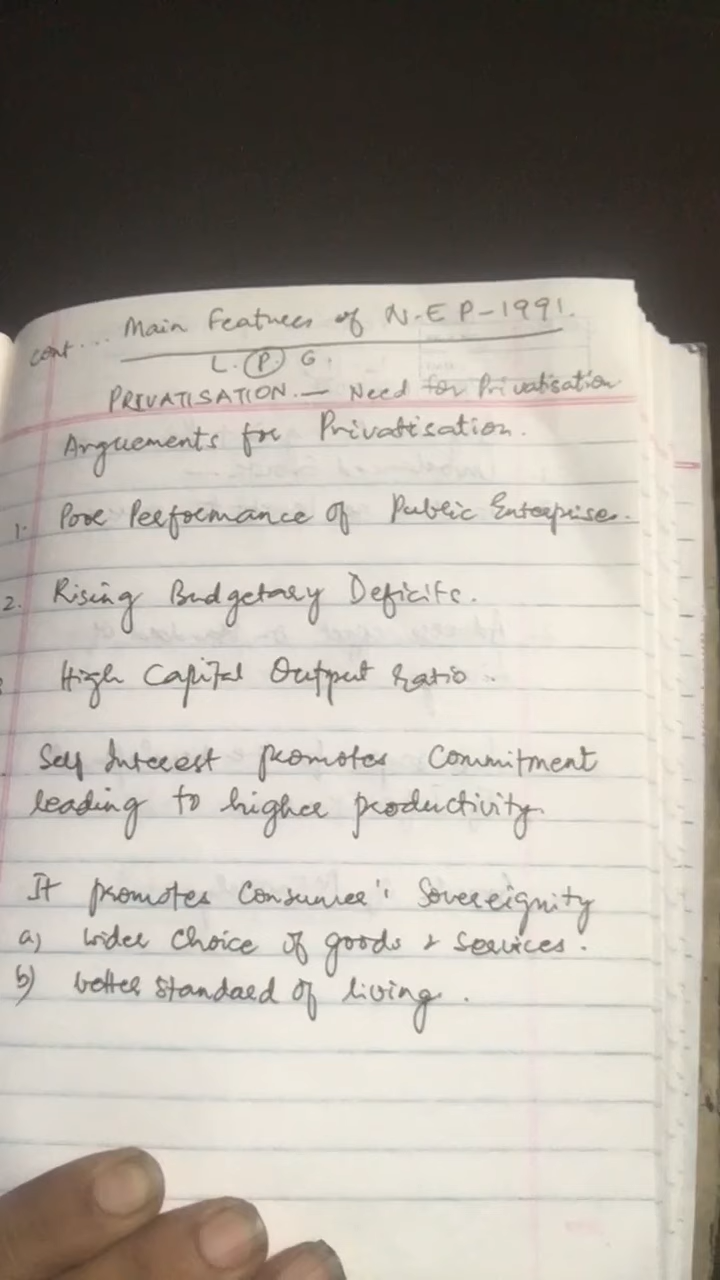 cont... Main Features of N.E P-1991.
L. P. G.
PRIVATISATION. — Need for Privatisation
Arguements for Privatisation.
1. Poor Performance of Public Enterprises.
2. Rising Budgetary Deficits.
High Capital Output Ratio.
Self Interest promotes Commitment
leading to higher productivity
It promotes Consumer's Sovereignity
a) Wider Choice of goods & Services.
b) better standard of living.